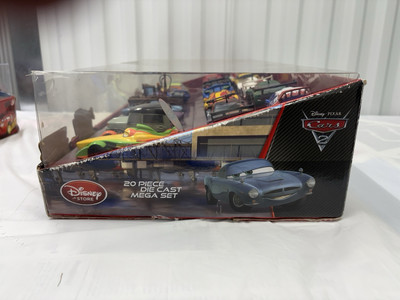 DISNEY · PIXAR
Cars
2
Disney
STORE
20 PIECE
DIE CAST
MEGA SET